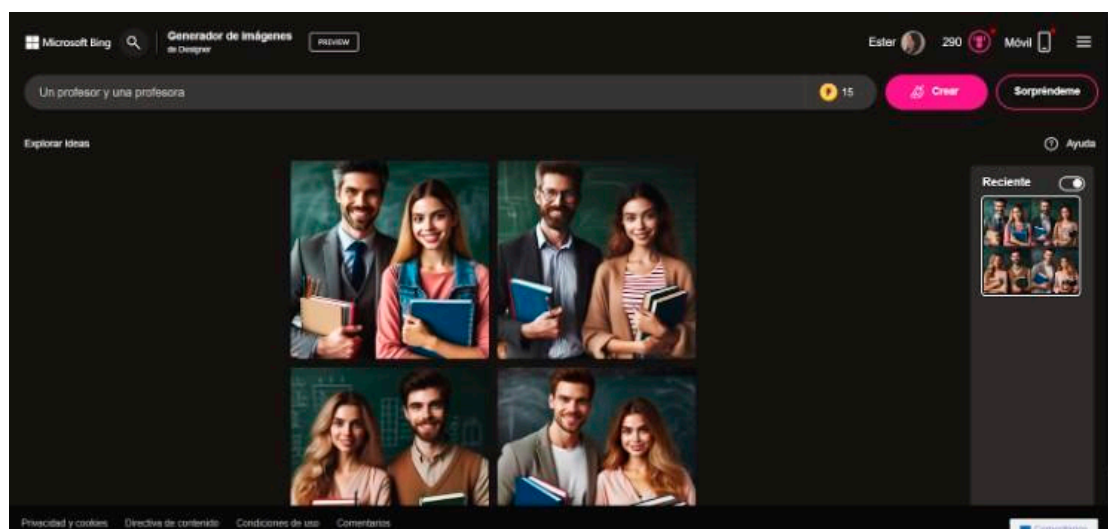 Microsoft Bing
Generador de imágenes
de Designer
PREVIEW
Ester
290
Móvil
Un profesor y una profesora
15
Crear
Sorpréndeme
Explorar ideas
Ayuda
Reciente
Privacidad y cookies
Directiva de contenido
Condiciones de uso
Comentarios
Comentarios